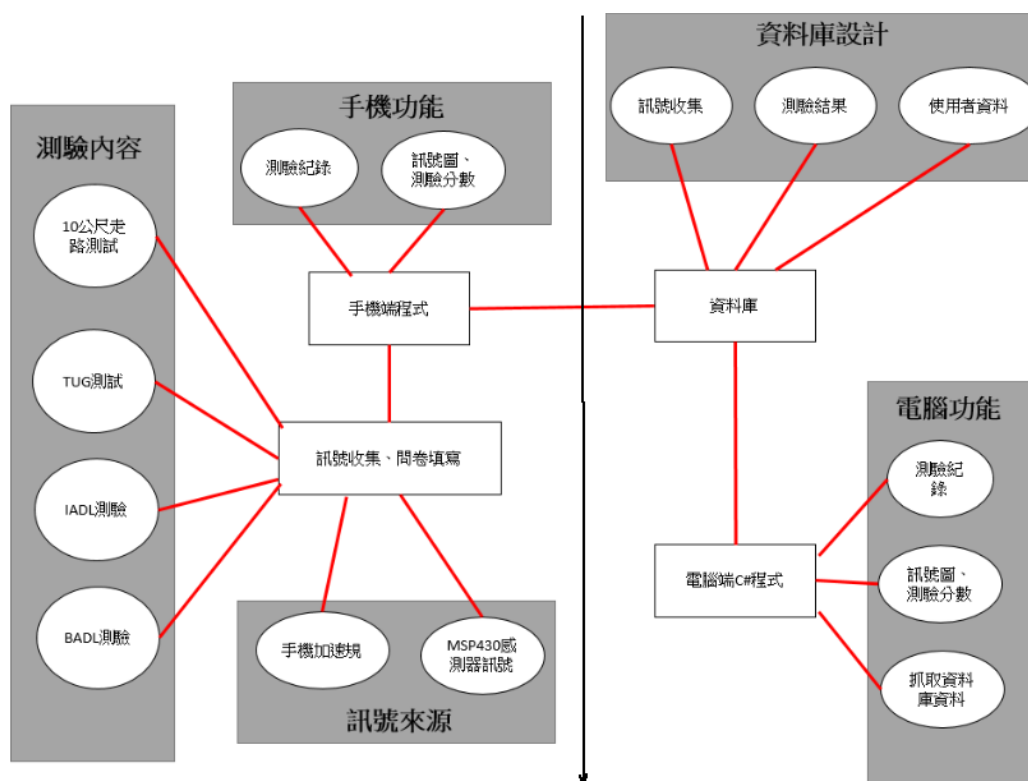 測驗內容
10公尺走
路測試
TUG測試
IADL測驗
BADL測驗
手機功能
測驗紀錄
訊號圖、
測驗分數
手機端程式
訊號收集、問卷填寫
手機加速規
MSP430感
測器訊號
訊號來源
資料庫設計
訊號收集
測驗結果
使用者資料
資料庫
電腦端C#程式
電腦功能
測驗紀
錄
訊號圖、
測驗分數
抓取資料
庫資料